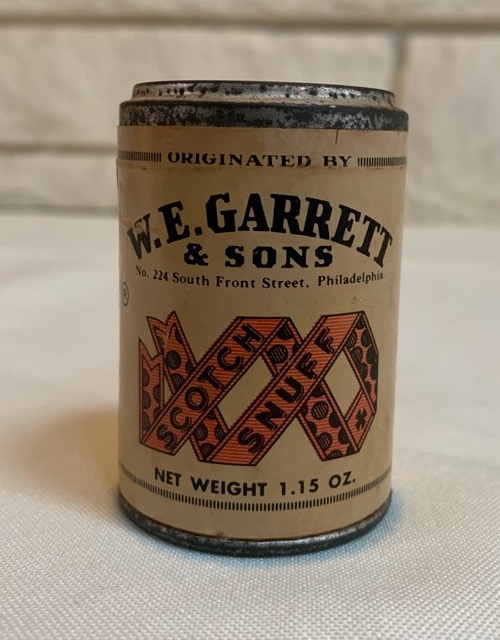 ORIGINATED BY
W.E. GARRETT
& SONS
No. 224 South Front Street, Philadelphia.
®
SCOTCH
SNUFF
NET WEIGHT 1.15 OZ.